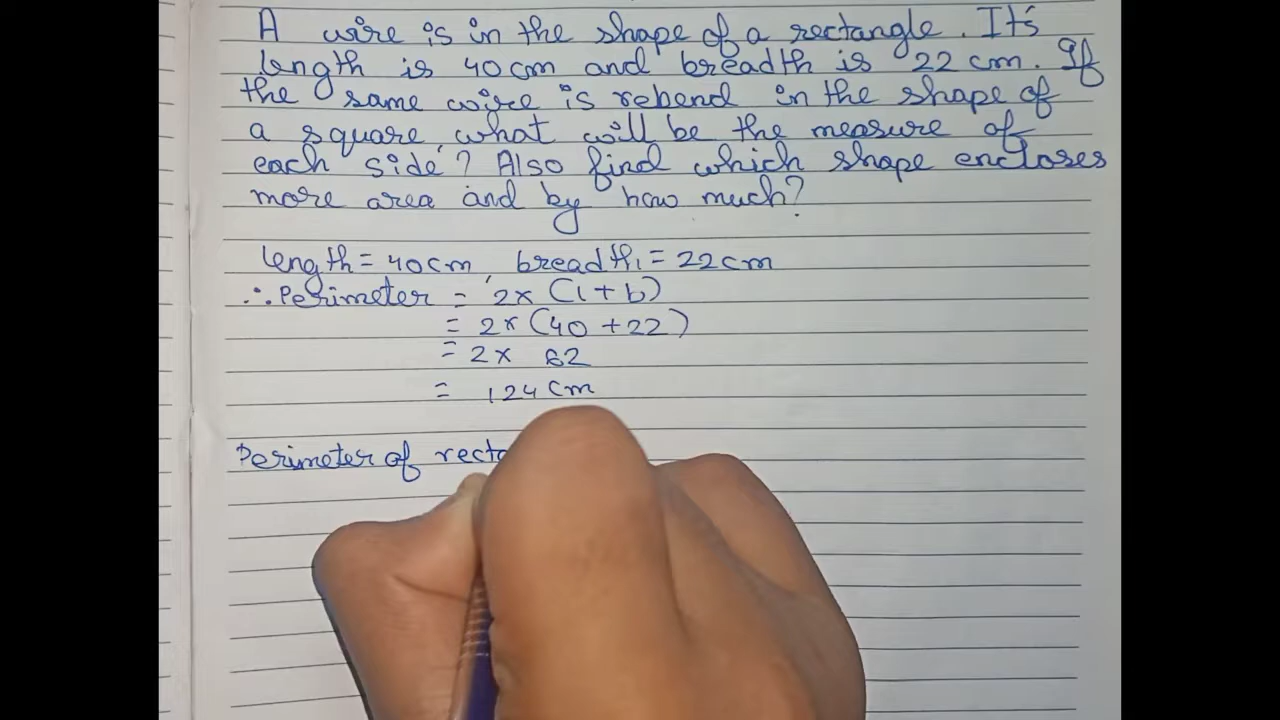 A wire is in the shape of a rectangle. It's
length is 40cm and breadth is 22 cm. If
the same wire is rebend in the shape of
a square, what will be the measure of
each side? Also find which shape encloses
more area and by how much?
length = 40cm, breadth = 22cm
∴ Perimeter = 2x (l + b)
= 2x (40 + 22)
= 2x 62
= 124 cm
Perimeter of